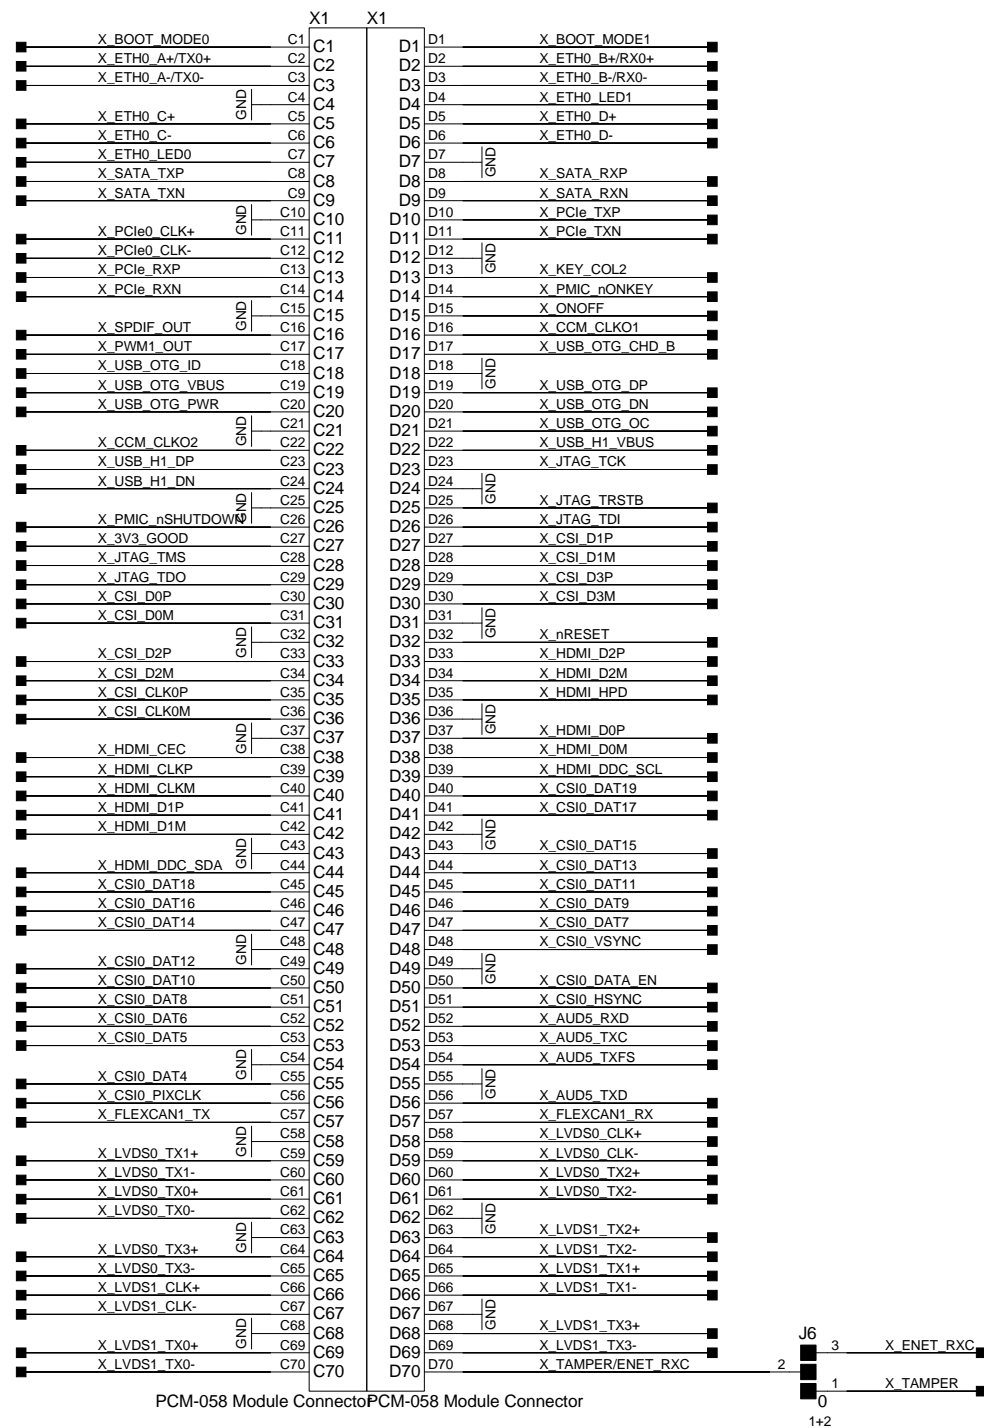 X1 X1
X_BOOT_MODE0 C1 C1 D1 D1 X_BOOT_MODE1
X_ETH0_A+/TX0+ C2 C2 D2 D2 X_ETH0_B+/RX0+
X_ETH0_A-/TX0- C3 C3 D3 D3 X_ETH0_B-/RX0-
GND C4 C4 D4 D4 X_ETH0_LED1
X_ETH0_C+ C5 C5 D5 D5 X_ETH0_D+
X_ETH0_C- C6 C6 D6 D6 X_ETH0_D-
X_ETH0_LED0 C7 C7 D7 D7 GND
X_SATA_TXP C8 C8 D8 D8 X_SATA_RXP
X_SATA_TXN C9 C9 D9 D9 X_SATA_RXN
GND C10 C10 D10 D10 X_PCIe_TXP
X_PCIe0_CLK+ C11 C11 D11 D11 X_PCIe_TXN
X_PCIe0_CLK- C12 C12 D12 D12 GND
X_PCIe_RXP C13 C13 D13 D13 X_KEY_COL2
X_PCIe_RXN C14 C14 D14 D14 X_PMIC_nONKEY
GND C15 C15 D15 D15 X_ONOFF
X_SPDIF_OUT C16 C16 D16 D16 X_CCM_CLKO1
X_PWM1_OUT C17 C17 D17 D17 X_USB_OTG_CHD_B
X_USB_OTG_ID C18 C18 D18 D18 GND
X_USB_OTG_VBUS C19 C19 D19 D19 X_USB_OTG_DP
X_USB_OTG_PWR C20 C20 D20 D20 X_USB_OTG_DN
GND C21 C21 D21 D21 X_USB_OTG_OC
X_CCM_CLKO2 C22 C22 D22 D22 X_USB_H1_VBUS
X_USB_H1_DP C23 C23 D23 D23 X_JTAG_TCK
X_USB_H1_DN C24 C24 D24 D24 GND
GND C25 C25 D25 D25 X_JTAG_TRSTB
X_PMIC_nSHUTDOWN C26 C26 D26 D26 X_JTAG_TDI
X_3V3_GOOD C27 C27 D27 D27 X_CSI_D1P
X_JTAG_TMS C28 C28 D28 D28 X_CSI_D1M
X_JTAG_TDO C29 C29 D29 D29 X_CSI_D3P
X_CSI_D0P C30 C30 D30 D30 X_CSI_D3M
X_CSI_D0M C31 C31 D31 D31 GND
GND C32 C32 D32 D32 X_nRESET
X_CSI_D2P C33 C33 D33 D33 X_HDMI_D2P
X_CSI_D2M C34 C34 D34 D34 X_HDMI_D2M
X_CSI_CLK0P C35 C35 D35 D35 X_HDMI_HPD
X_CSI_CLK0M C36 C36 D36 D36 GND
GND C37 C37 D37 D37 X_HDMI_D0P
X_HDMI_CEC C38 C38 D38 D38 X_HDMI_D0M
X_HDMI_CLKP C39 C39 D39 D39 X_HDMI_DDC_SCL
X_HDMI_CLKM C40 C40 D40 D40 X_CSI0_DAT19
X_HDMI_D1P C41 C41 D41 D41 X_CSI0_DAT17
X_HDMI_D1M C42 C42 D42 D42 GND
GND C43 C43 D43 D43 X_CSI0_DAT15
X_HDMI_DDC_SDA C44 C44 D44 D44 X_CSI0_DAT13
X_CSI0_DAT18 C45 C45 D45 D45 X_CSI0_DAT11
X_CSI0_DAT16 C46 C46 D46 D46 X_CSI0_DAT9
X_CSI0_DAT14 C47 C47 D47 D47 X_CSI0_DAT7
GND C48 C48 D48 D48 X_CSI0_VSYNC
X_CSI0_DAT12 C49 C49 D49 D49 GND
X_CSI0_DAT10 C50 C50 D50 D50 X_CSI0_DATA_EN
X_CSI0_DAT8 C51 C51 D51 D51 X_CSI0_HSYNC
X_CSI0_DAT6 C52 C52 D52 D52 X_AUD5_RXD
X_CSI0_DAT5 C53 C53 D53 D53 X_AUD5_TXC
GND C54 C54 D54 D54 X_AUD5_TXFS
X_CSI0_DAT4 C55 C55 D55 D55 GND
X_CSI0_PIXCLK C56 C56 D56 D56 X_AUD5_TXD
X_FLEXCAN1_TX C57 C57 D57 D57 X_FLEXCAN1_RX
GND C58 C58 D58 D58 X_LVDS0_CLK+
X_LVDS0_TX1+ C59 C59 D59 D59 X_LVDS0_CLK-
X_LVDS0_TX1- C60 C60 D60 D60 X_LVDS0_TX2+
X_LVDS0_TX0+ C61 C61 D61 D61 X_LVDS0_TX2-
X_LVDS0_TX0- C62 C62 D62 D62 GND
GND C63 C63 D63 D63 X_LVDS1_TX2+
X_LVDS0_TX3+ C64 C64 D64 D64 X_LVDS1_TX2-
X_LVDS0_TX3- C65 C65 D65 D65 X_LVDS1_TX1+
X_LVDS1_CLK+ C66 C66 D66 D66 X_LVDS1_TX1-
X_LVDS1_CLK- C67 C67 D67 D67 GND
GND C68 C68 D68 D68 X_LVDS1_TX3+
J6
X_LVDS1_TX0+ C69 C69 D69 D69 X_LVDS1_TX3- 3 X_ENET_RXC
X_LVDS1_TX0- C70 C70 D70 D70 X_TAMPER/ENET_RXC 2
1 X_TAMPER
PCM-058 Module Connector PCM-058 Module Connector 0
1+2